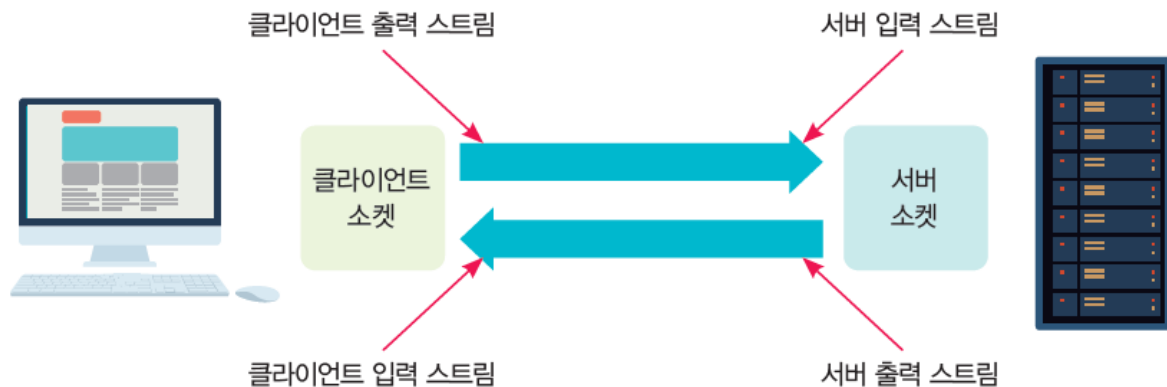 클라이언트 출력 스트림
서버 입력 스트림
클라이언트
소켓
서버
소켓
클라이언트 입력 스트림
서버 출력 스트림